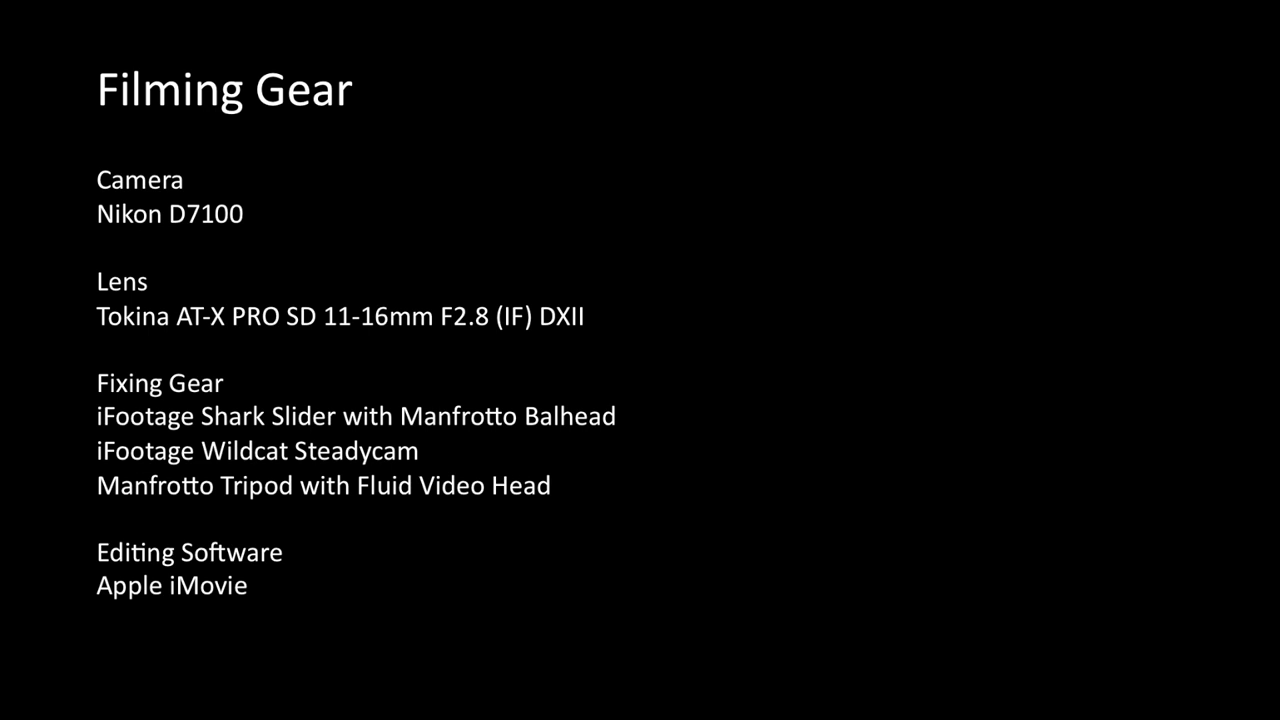 Filming Gear
Camera
Nikon D7100
Lens
Tokina AT-X PRO SD 11-16mm F2.8 (IF) DXII
Fixing Gear
iFootage Shark Slider with Manfrotto Balhead
iFootage Wildcat Steadycam
Manfrotto Tripod with Fluid Video Head
Editing Software
Apple iMovie